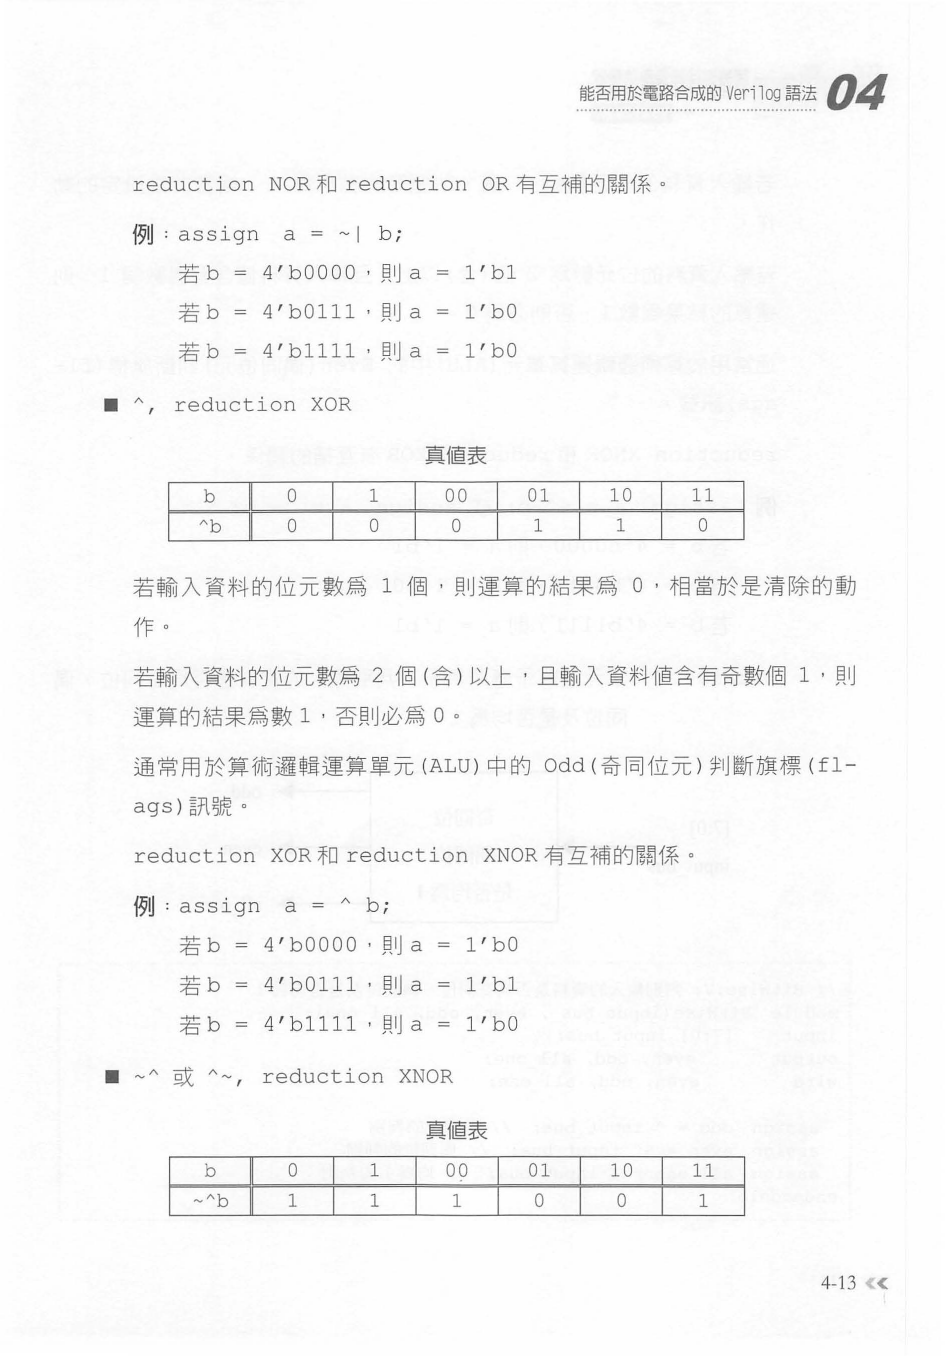 能否用於電路合成的 Verilog 語法 04
reduction NOR 和 reduction OR 有互補的關係。
例：assign a = ~| b;
若 b = 4'b0000，則 a = 1'b1
若 b = 4'b0111，則 a = 1'b0
若 b = 4'b1111，則 a = 1'b0
■ ^, reduction XOR
真值表
b 0 1 00 01 10 11
^b 0 0 0 1 1 0
若輸入資料的位元數為 1 個，則運算的結果為 0，相當於是清除的動
作。
若輸入資料的位元數為 2 個(含)以上，且輸入資料值含有奇數個 1，則
運算的結果為數 1，否則必為 0。
通常用於算術邏輯運算單元(ALU)中的 Odd(奇同位元)判斷旗標(fl-
ags)訊號。
reduction XOR 和 reduction XNOR 有互補的關係。
例：assign a = ^ b;
若 b = 4'b0000，則 a = 1'b0
若 b = 4'b0111，則 a = 1'b1
若 b = 4'b1111，則 a = 1'b0
■ ~^ 或 ^~, reduction XNOR
真值表
b 0 1 00 01 10 11
~^b 1 1 1 0 0 1
4-13